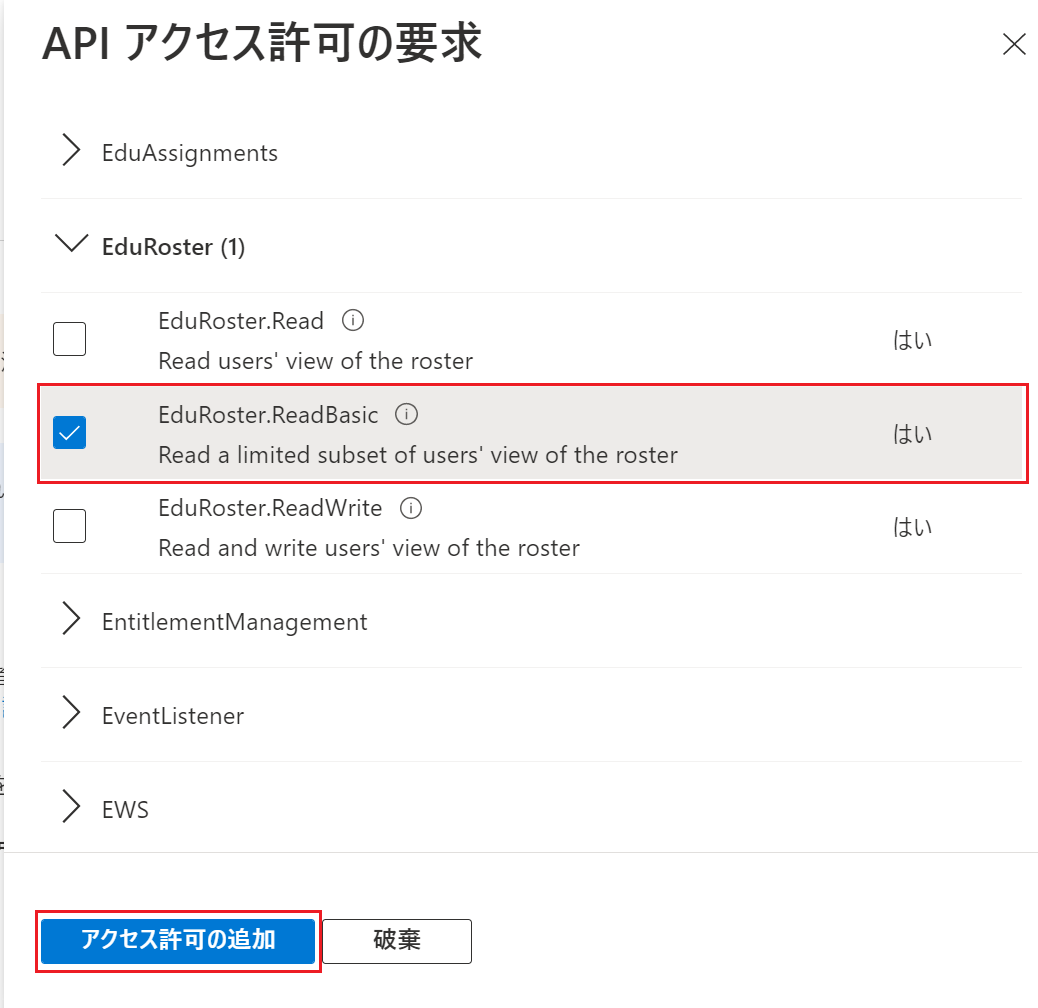 API アクセス許可の要求
EduAssignments
EduRoster (1)
EduRoster.Read
Read users' view of the roster
はい
EduRoster.ReadBasic
Read a limited subset of users' view of the roster
はい
EduRoster.ReadWrite
Read and write users' view of the roster
はい
EntitlementManagement
EventListener
EWS
アクセス許可の追加
破棄